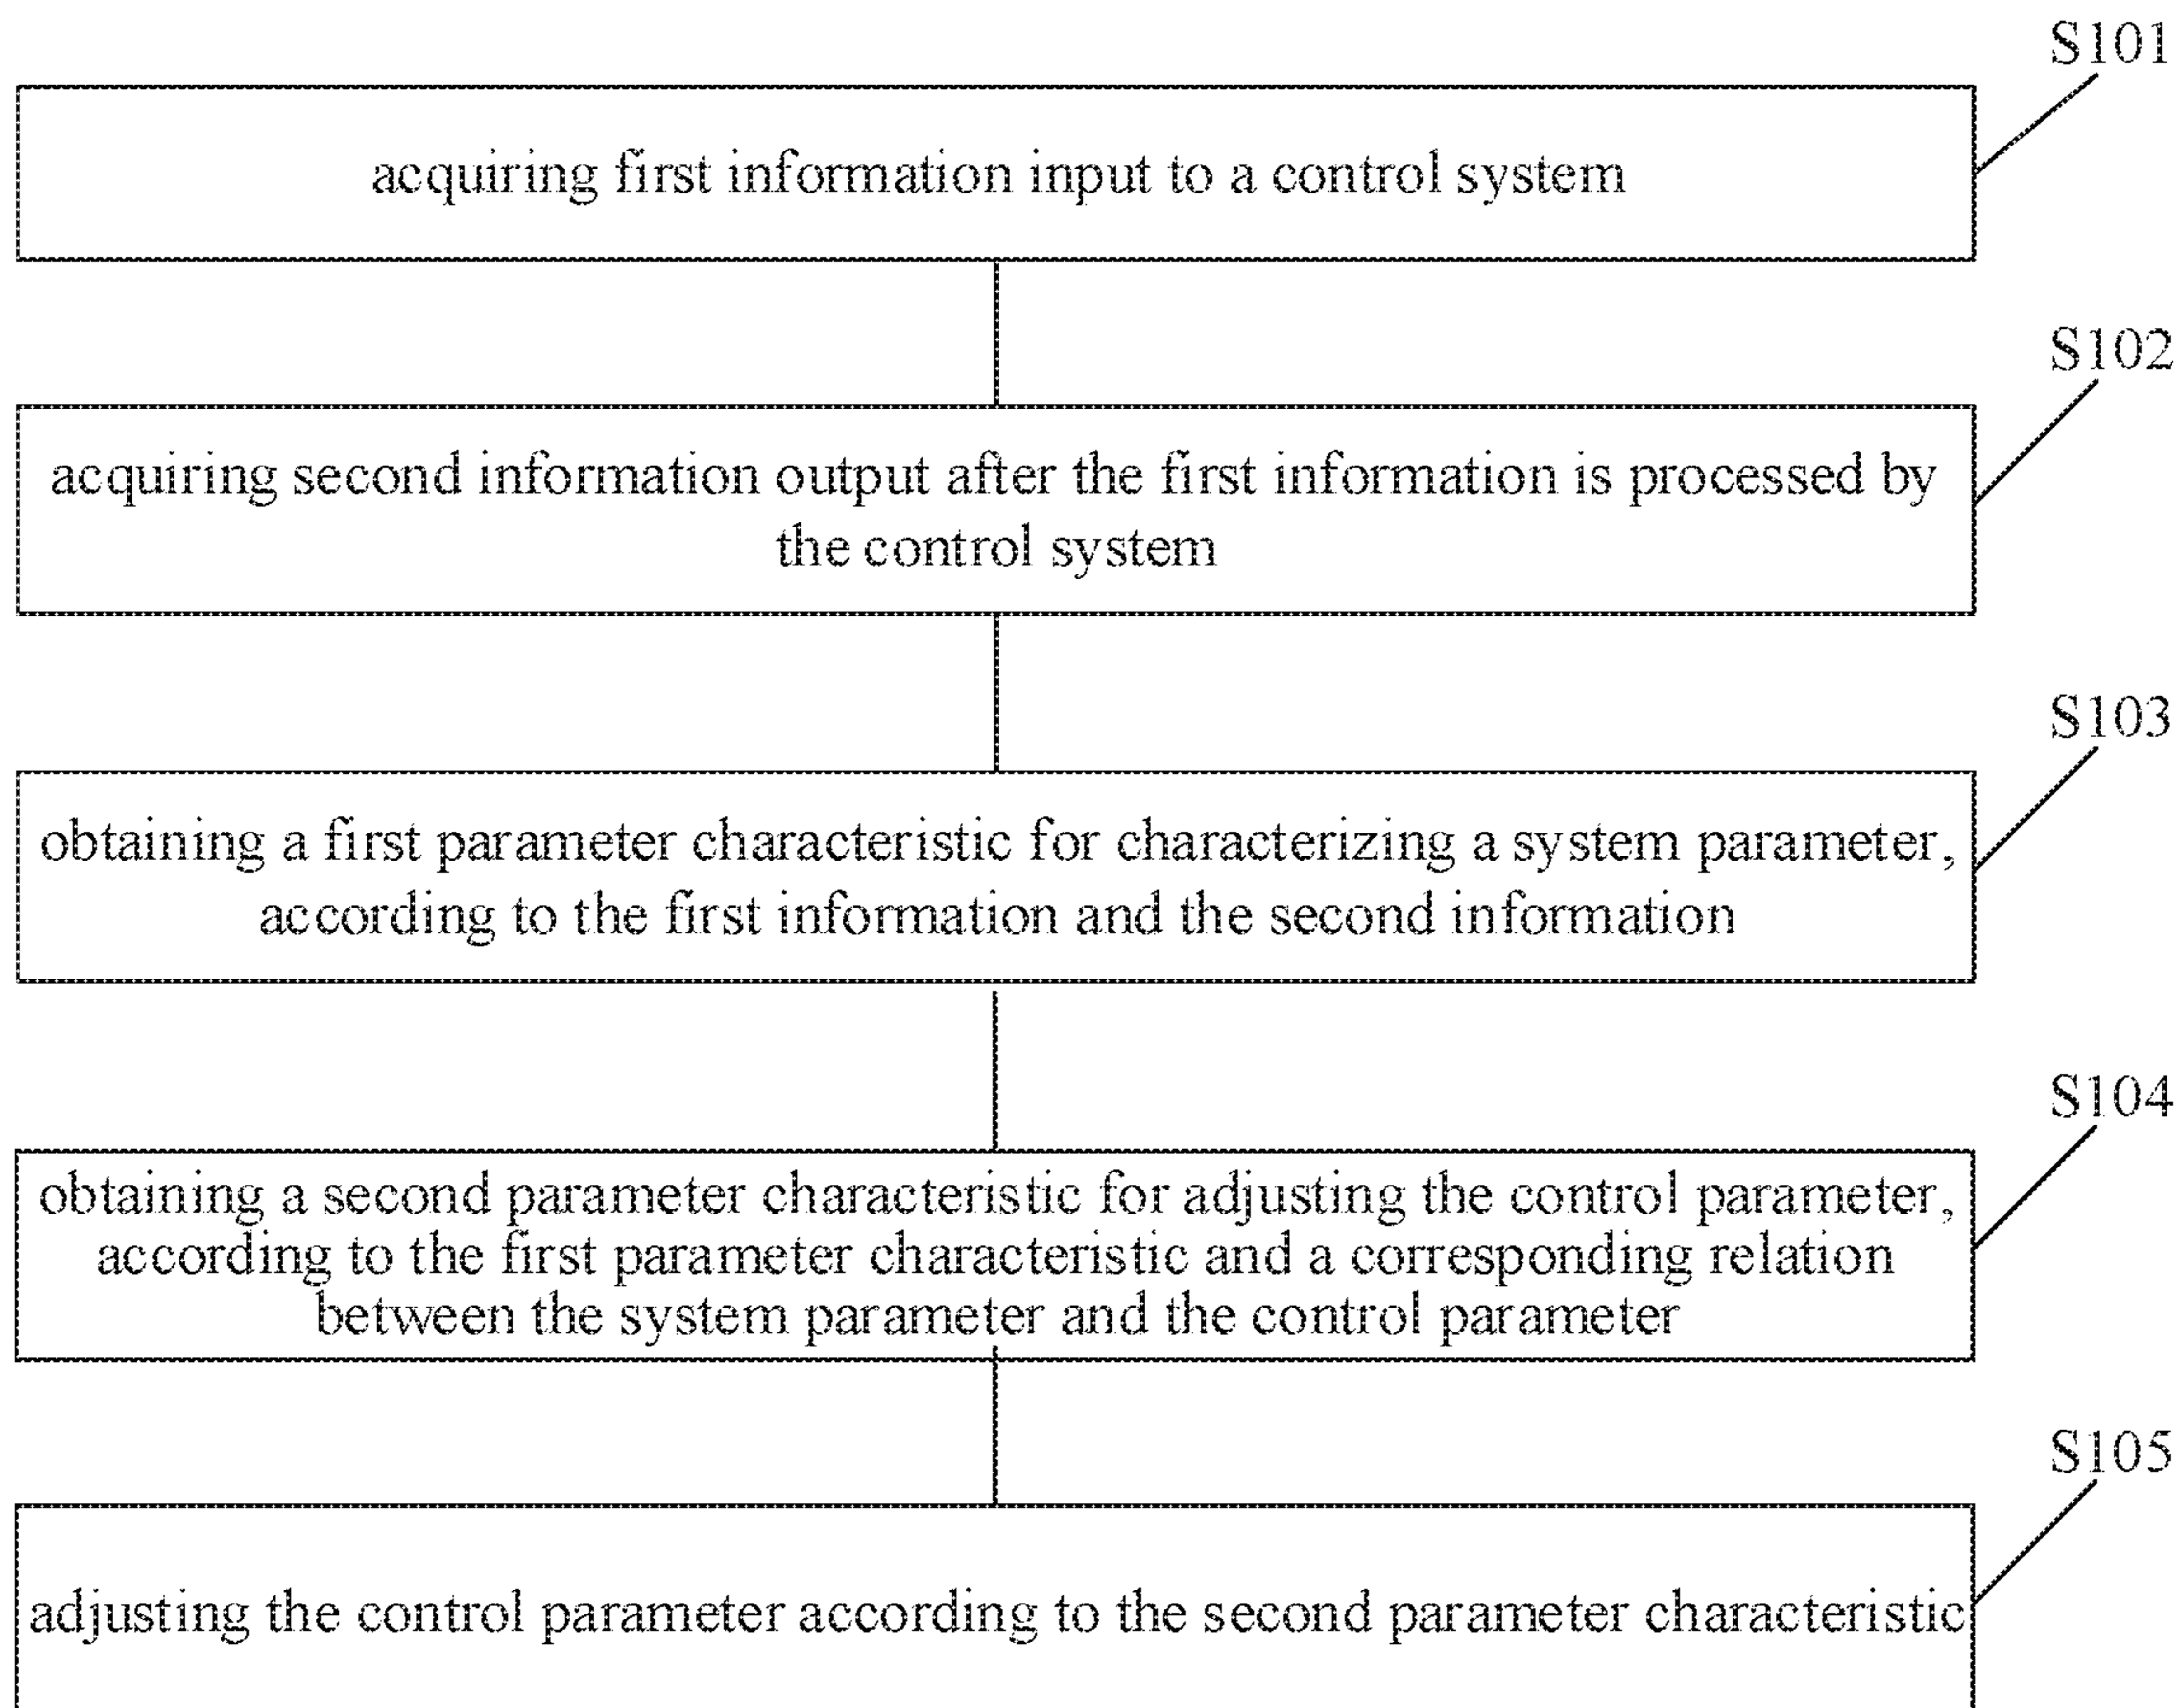 S101
acquiring first information input to a control system
S102
acquiring second information output after the first information is processed by
the control system
S103
obtaining a first parameter characteristic for characterizing a system parameter,
according to the first information and the second information
S104
obtaining a second parameter characteristic for adjusting the control parameter,
according to the first parameter characteristic and a corresponding relation
between the system parameter and the control parameter
S105
adjusting the control parameter according to the second parameter characteristic